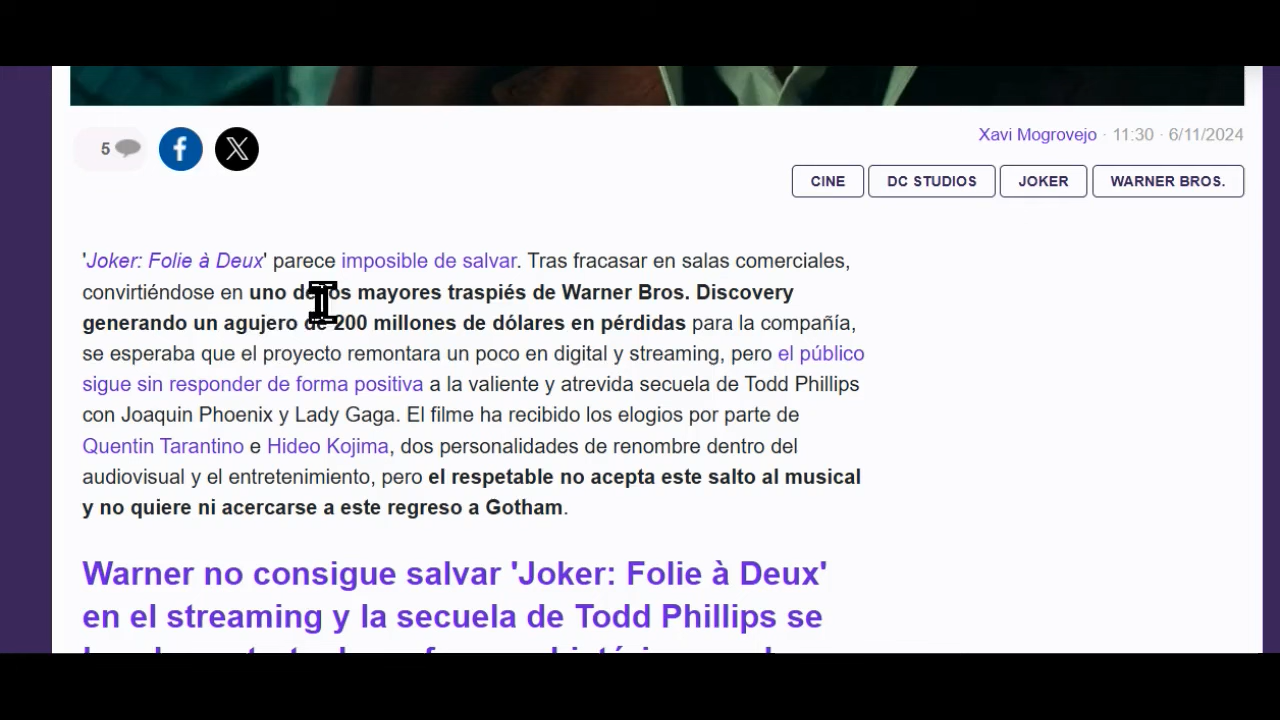 5
Xavi Mogrovejo · 11:30 · 6/11/2024
CINE DC STUDIOS JOKER WARNER BROS.
'Joker: Folie à Deux' parece imposible de salvar. Tras fracasar en salas comerciales,
convirtiéndose en uno de los mayores traspiés de Warner Bros. Discovery
generando un agujero de 200 millones de dólares en pérdidas para la compañía,
se esperaba que el proyecto remontara un poco en digital y streaming, pero el público
sigue sin responder de forma positiva a la valiente y atrevida secuela de Todd Phillips
con Joaquin Phoenix y Lady Gaga. El filme ha recibido los elogios por parte de
Quentin Tarantino e Hideo Kojima, dos personalidades de renombre dentro del
audiovisual y el entretenimiento, pero el respetable no acepta este salto al musical
y no quiere ni acercarse a este regreso a Gotham.
Warner no consigue salvar 'Joker: Folie à Deux'
en el streaming y la secuela de Todd Phillips se